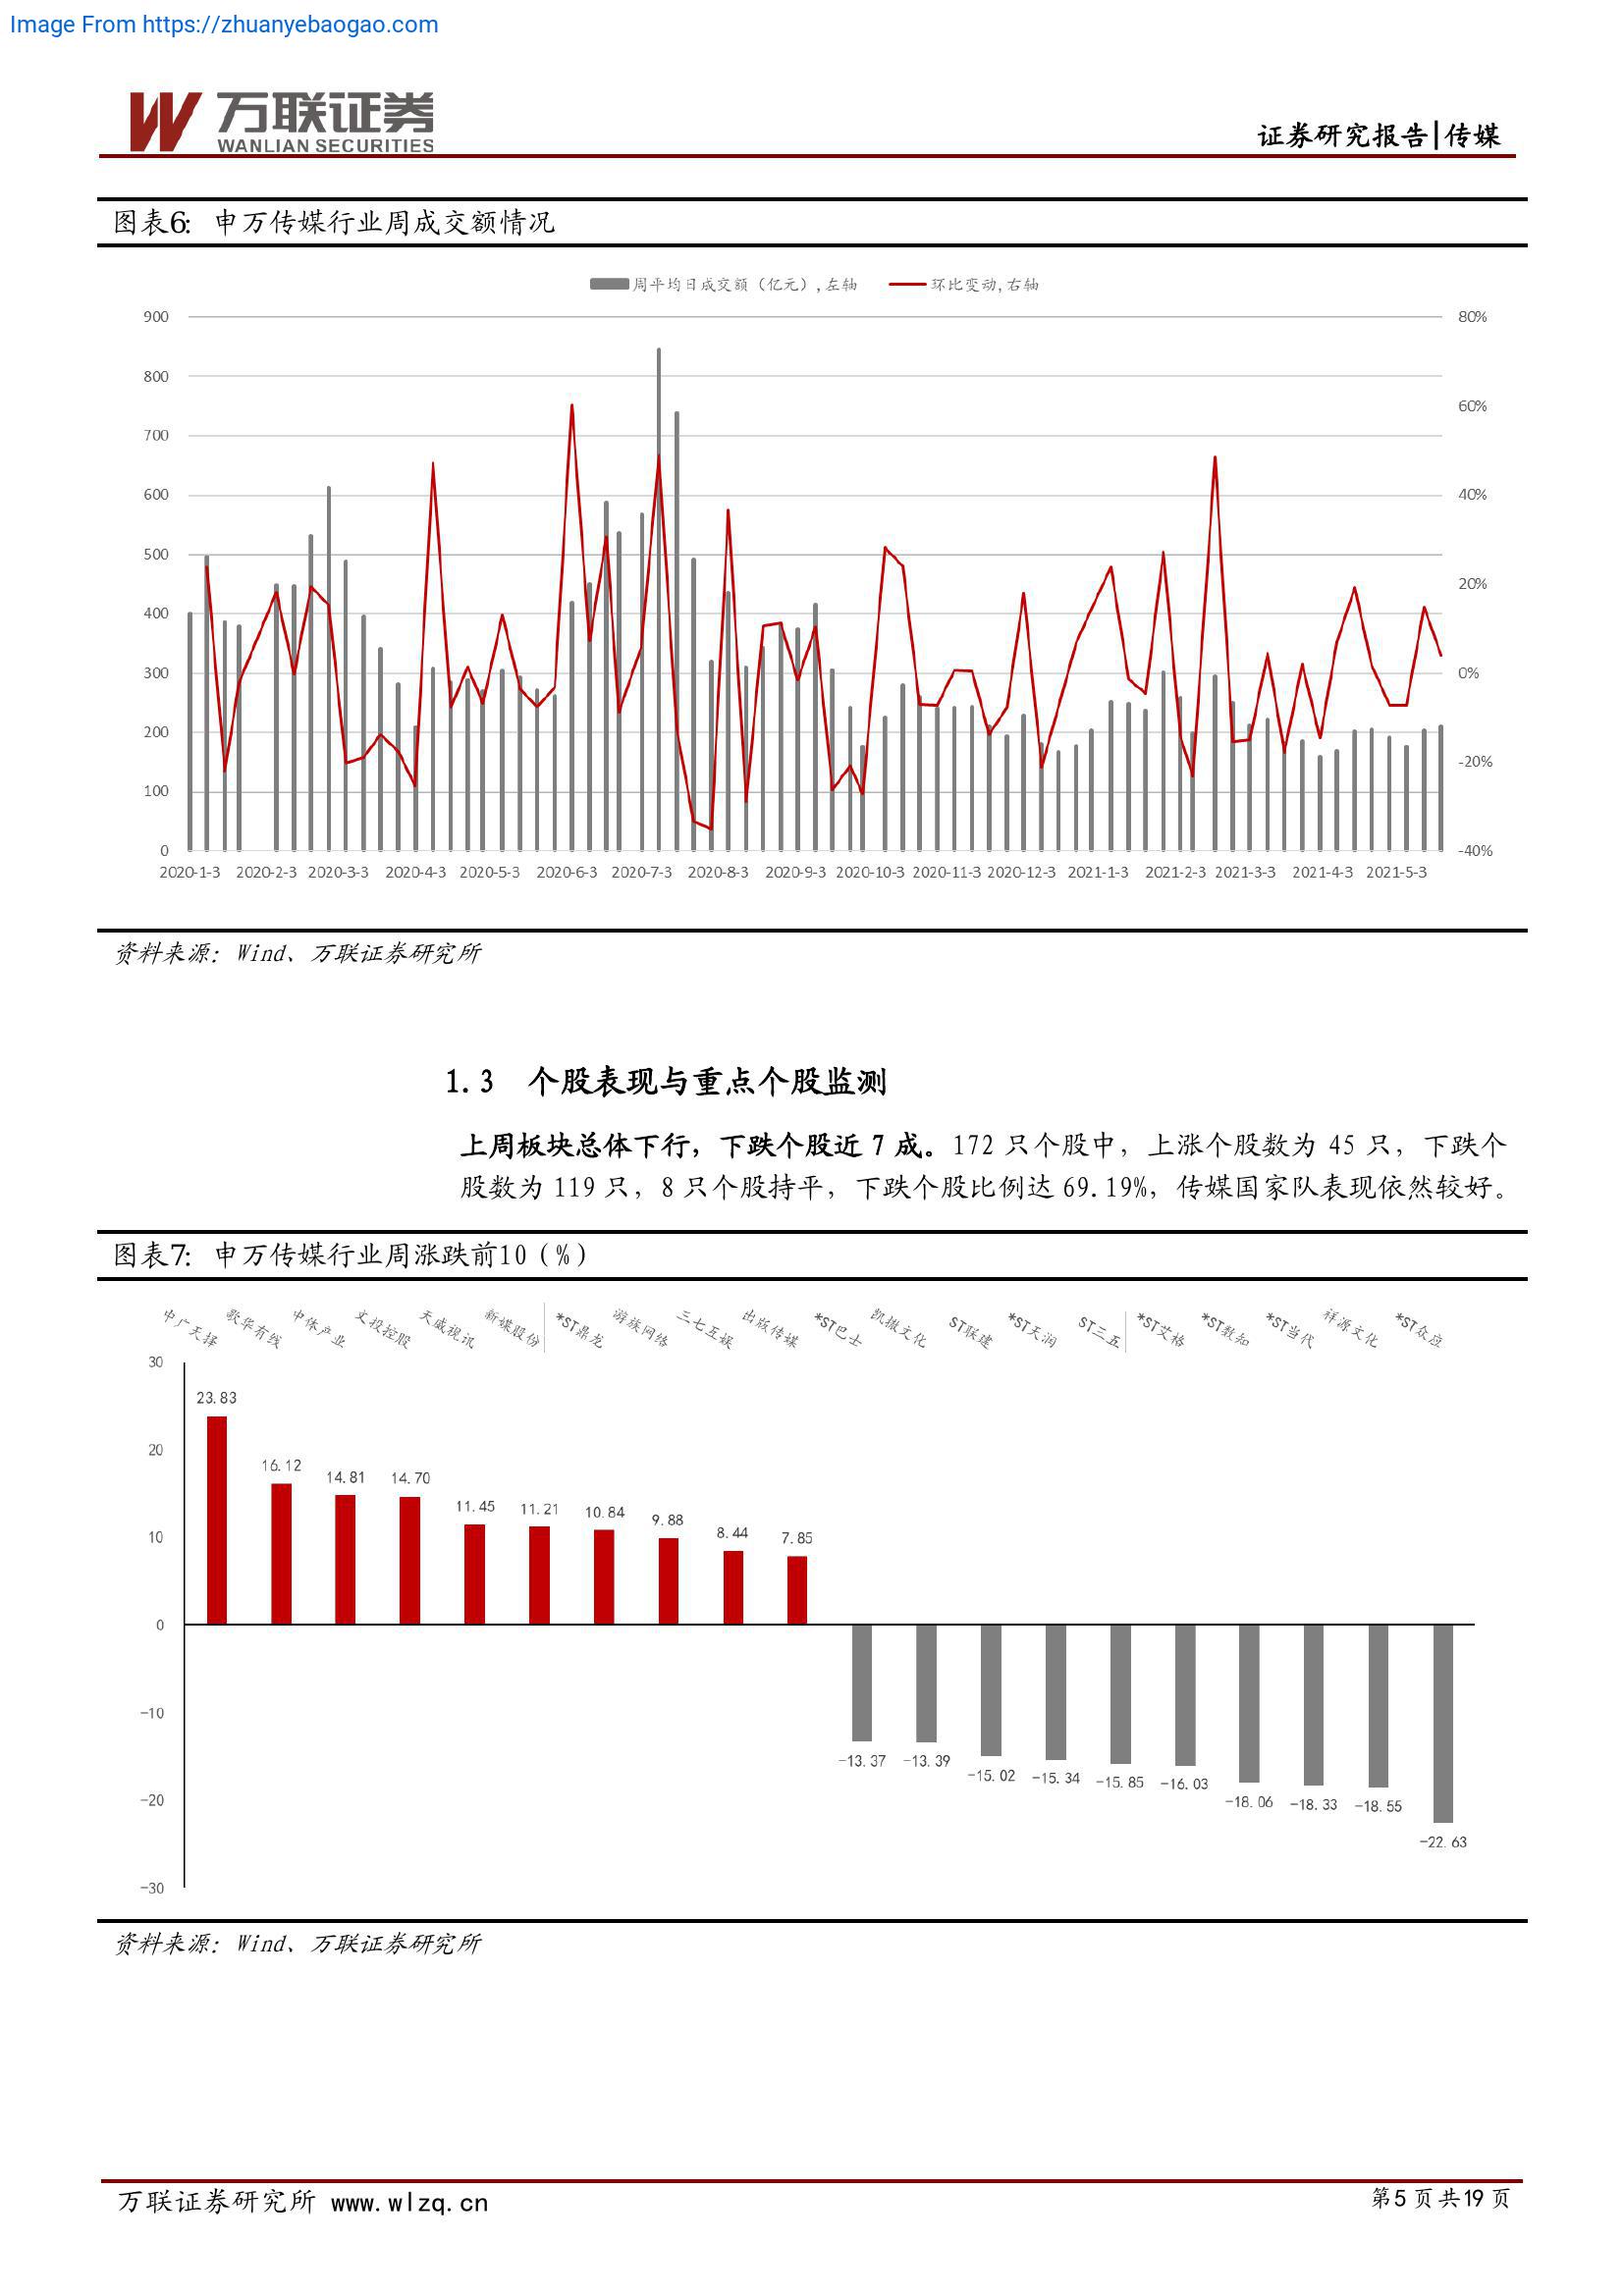 Image From https://zhuanyebaogao.com
万联证券
WANLIAN SECURITIES
证券研究报告|传媒
图表6: 申万传媒行业周成交额情况
周平均日成交额（亿元）,左轴 环比变动,右轴
900 80%
800
700 60%
600 40%
500
400 20%
300 0%
200
100 -20%
0 -40%
2020-1-3 2020-2-3 2020-3-3 2020-4-3 2020-5-3 2020-6-3 2020-7-3 2020-8-3 2020-9-3 2020-10-3 2020-11-3 2020-12-3 2021-1-3 2021-2-3 2021-3-3 2021-4-3 2021-5-3
资料来源：Wind、万联证券研究所
1.3 个股表现与重点个股监测
上周板块总体下行，下跌个股近 7 成。172 只个股中，上涨个股数为 45 只，下跌个
股数为 119 只，8 只个股持平，下跌个股比例达 69.19%，传媒国家队表现依然较好。
图表7: 申万传媒行业周涨跌前10（%）
中广天择 歌华有线 中体产业 文投控股 天威视讯 新媒股份 *ST鼎龙 游族网络 三七互娱 出版传媒 *ST巴士 凯撒文化 ST联建 *ST天润 ST三五 *ST艾格 *ST数知 *ST当代 祥源文化 *ST众应
30
23.83
20
16.12 14.81 14.70 11.45 11.21 10.84 9.88 8.44 7.85
10
0
-10
-13.37 -13.39 -15.02 -15.34 -15.85 -16.03 -18.06 -18.33 -18.55 -22.63
-20
-30
资料来源：Wind、万联证券研究所
万联证券研究所 www.wlzq.cn
第5 页共19 页